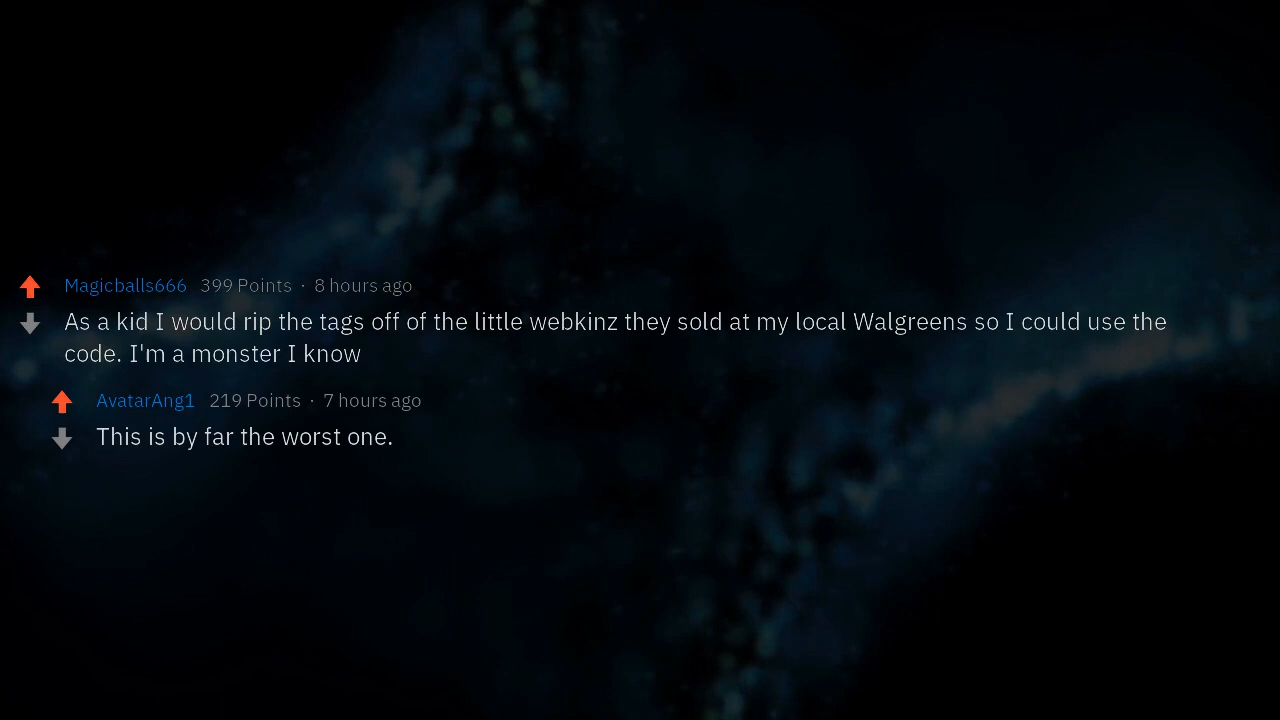 Magicballs666 399 Points · 8 hours ago
As a kid I would rip the tags off of the little webkinz they sold at my local Walgreens so I could use the
code. I'm a monster I know
AvatarAng1 219 Points · 7 hours ago
This is by far the worst one.